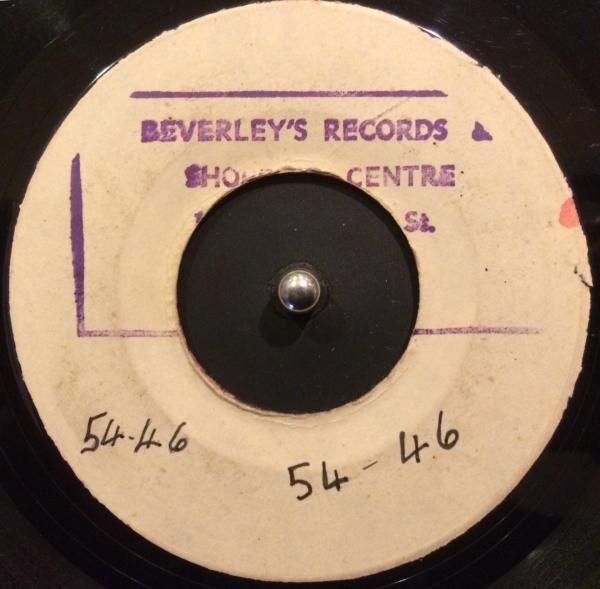 BEVERLEY'S RECORDS &
CENTRE
St.
54-46
54-46